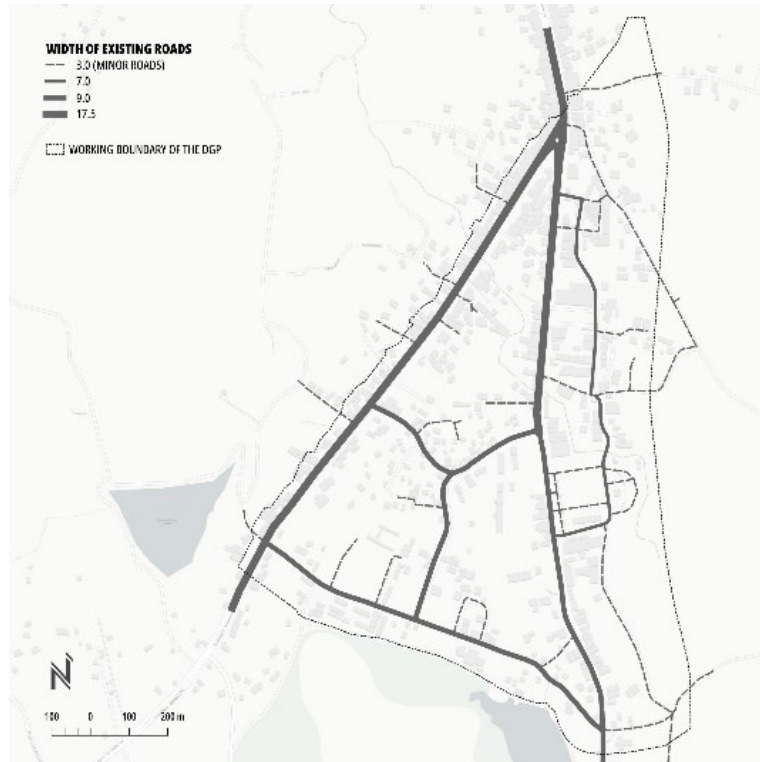 WIDTH OF EXISTING ROADS
3.0 (MINOR ROADS)
7.0
9.0
17.5
WORKING BOUNDARY OF THE DGP
N
100 0 100 200 m